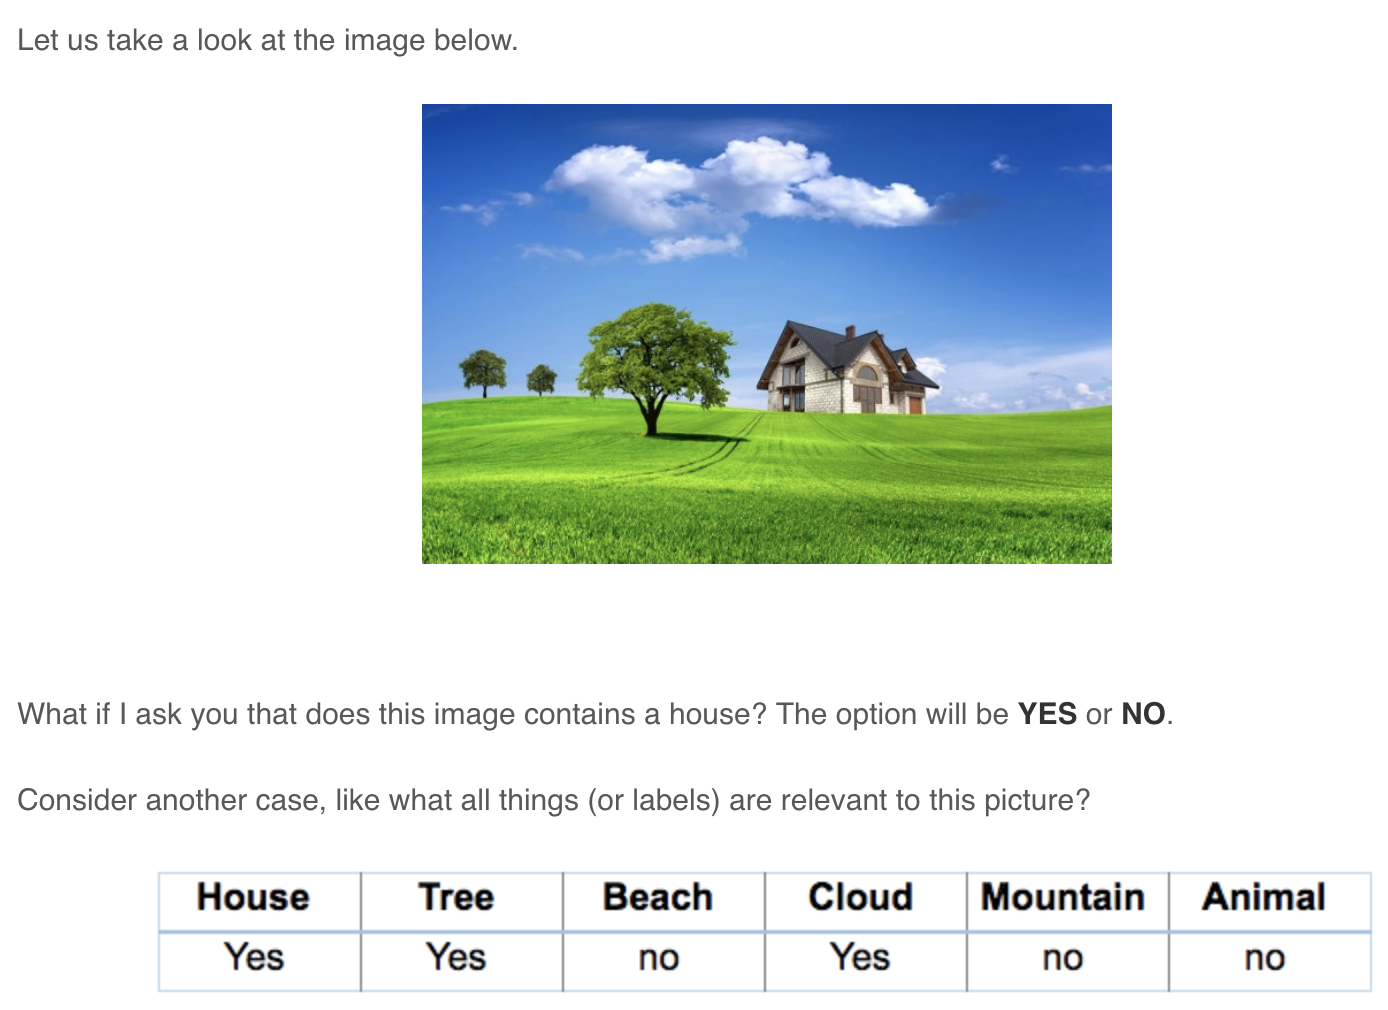 Let us take a look at the image below.
What if I ask you that does this image contains a house? The option will be YES or NO.
Consider another case, like what all things (or labels) are relevant to this picture?
House Tree Beach Cloud Mountain Animal
Yes Yes no Yes no no